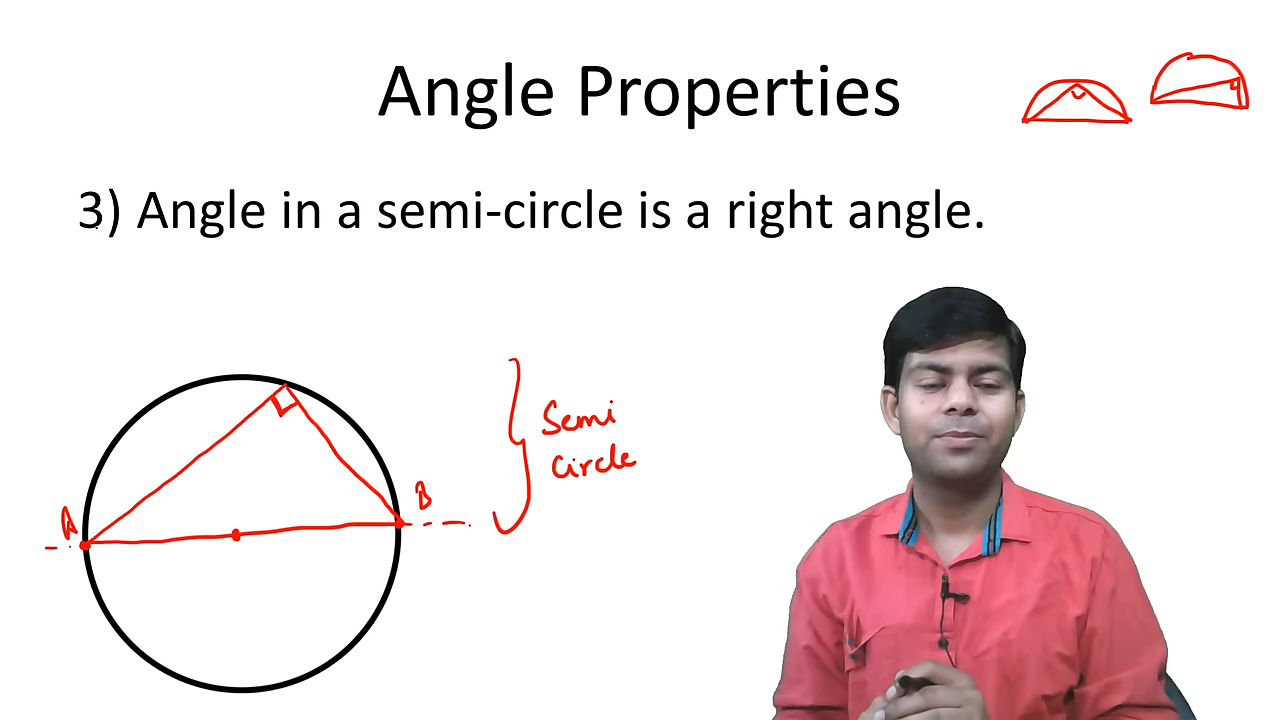 Angle Properties
3) Angle in a semi-circle is a right angle.
Semi
Circle
A
B